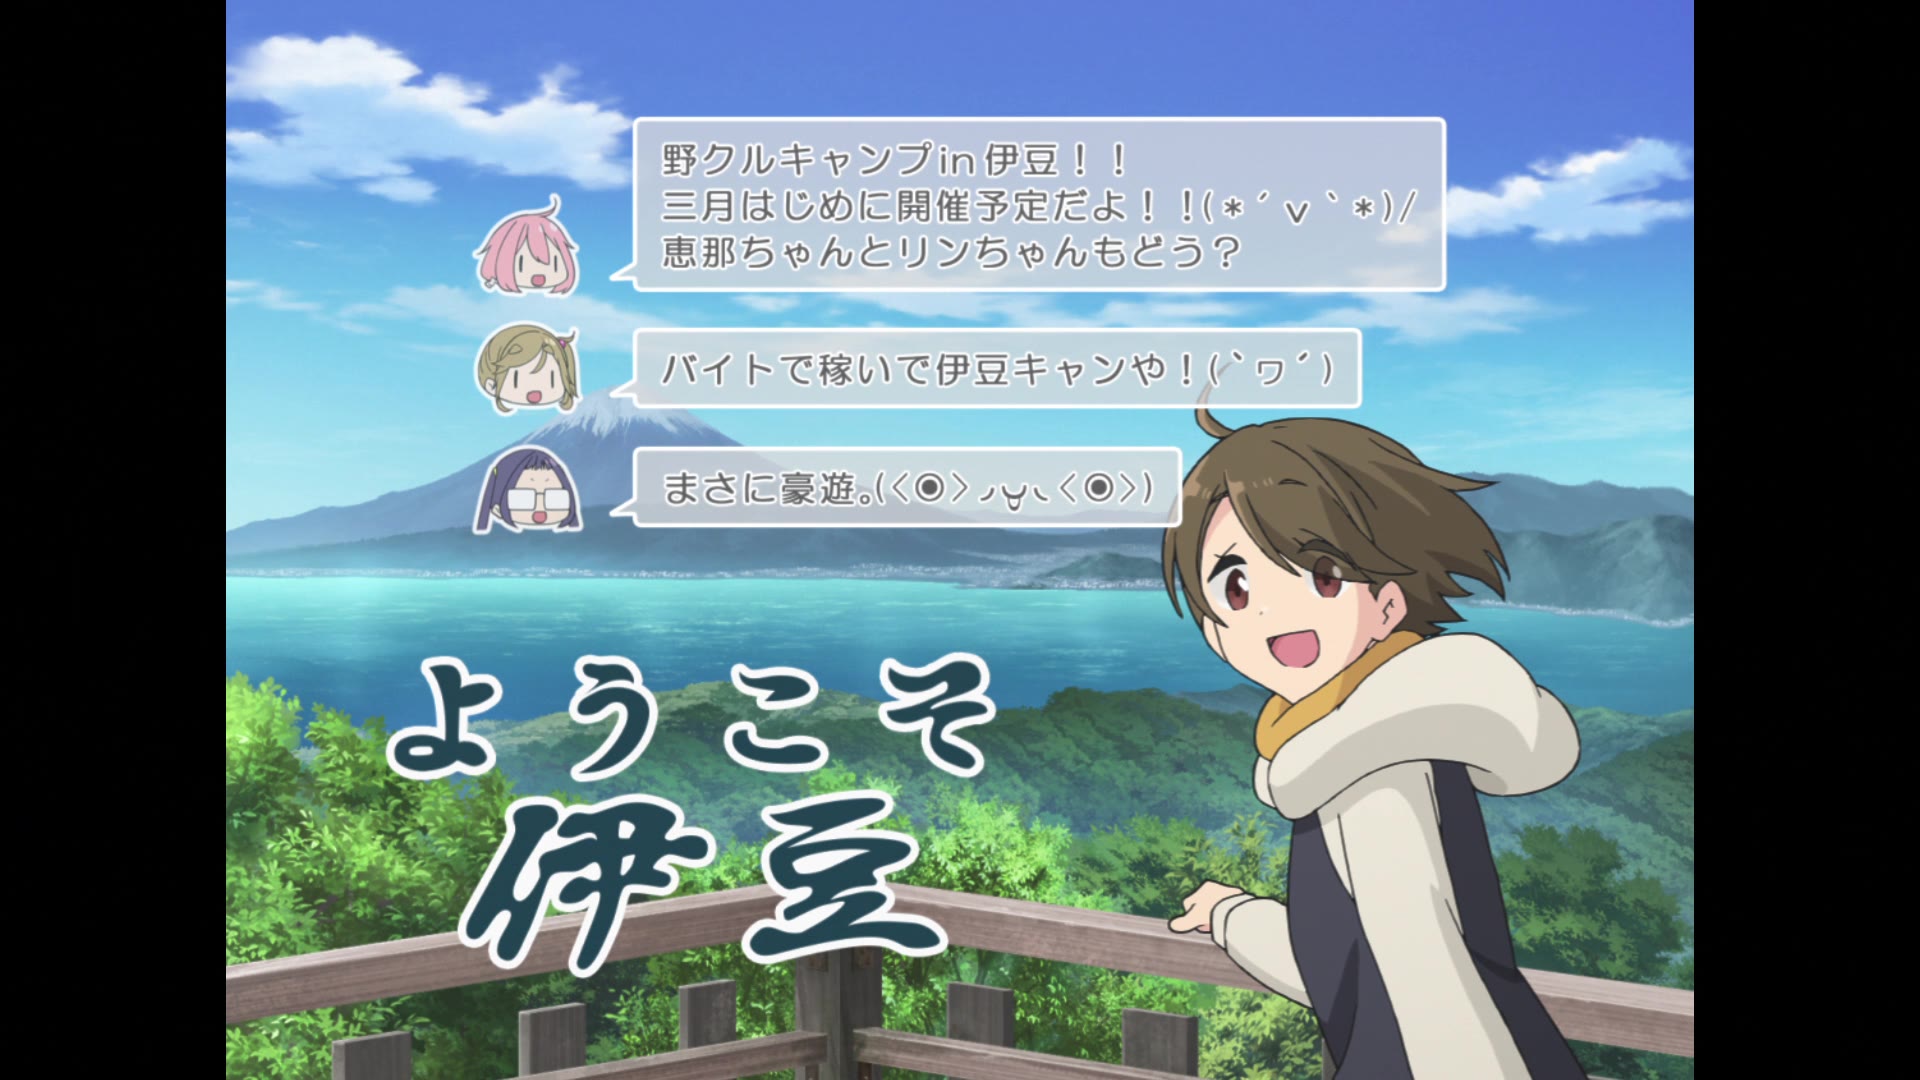 野クルキャンプin伊豆！！
三月はじめに開催予定だよ！！(＊´ｖ｀＊)/
恵那ちゃんとリンちゃんもどう？
バイトで稼いで伊豆キャンや！(｀ヮ´)
まさに豪遊。(<◉>◞౪◟<◉>)
ようこそ
伊豆